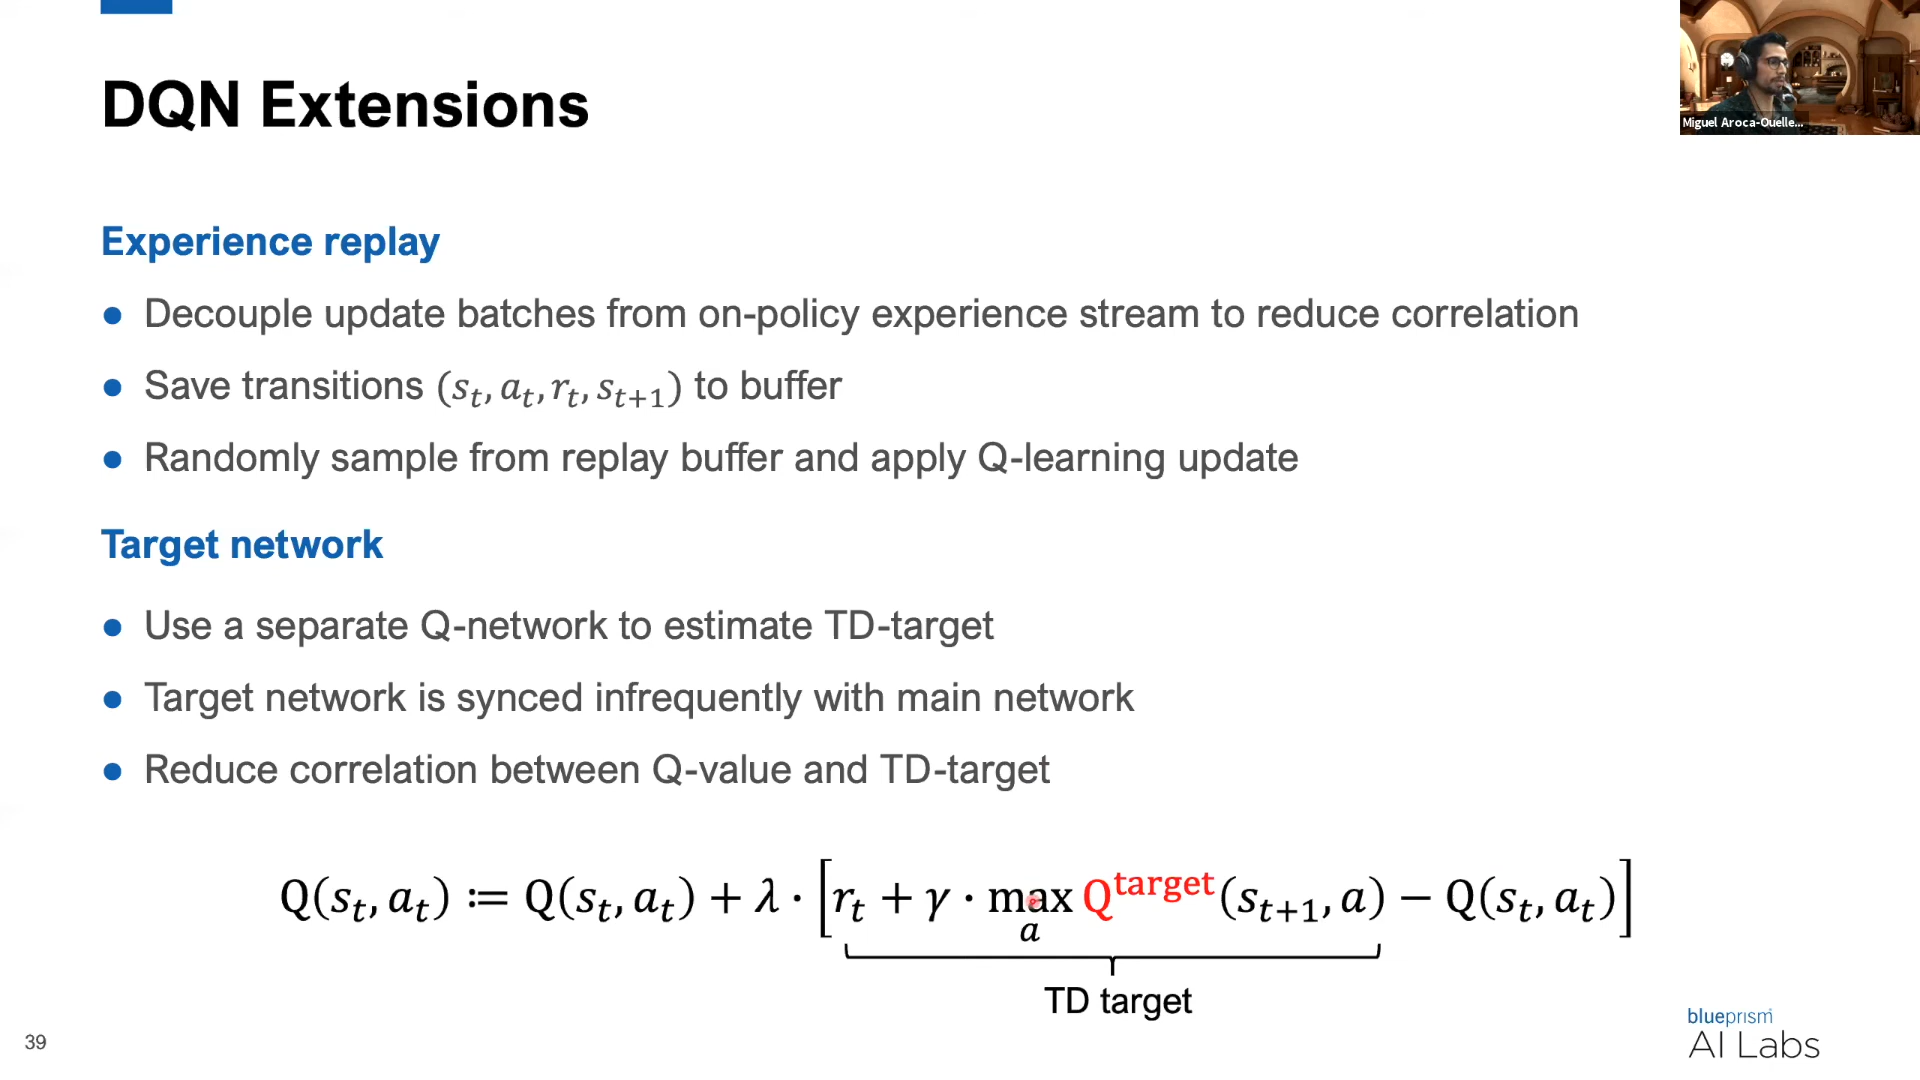 DQN Extensions
Miguel Aroca-Ouelle...
Experience replay
● Decouple update batches from on-policy experience stream to reduce correlation
● Save transitions (s_t, a_t, r_t, s_{t+1}) to buffer
● Randomly sample from replay buffer and apply Q-learning update
Target network
● Use a separate Q-network to estimate TD-target
● Target network is synced infrequently with main network
● Reduce correlation between Q-value and TD-target
Q(s_t, a_t) ≔ Q(s_t, a_t) + λ · [r_t + γ · max_a Q^target(s_{t+1}, a) − Q(s_t, a_t)]
TD target
39
blueprism
AI Labs